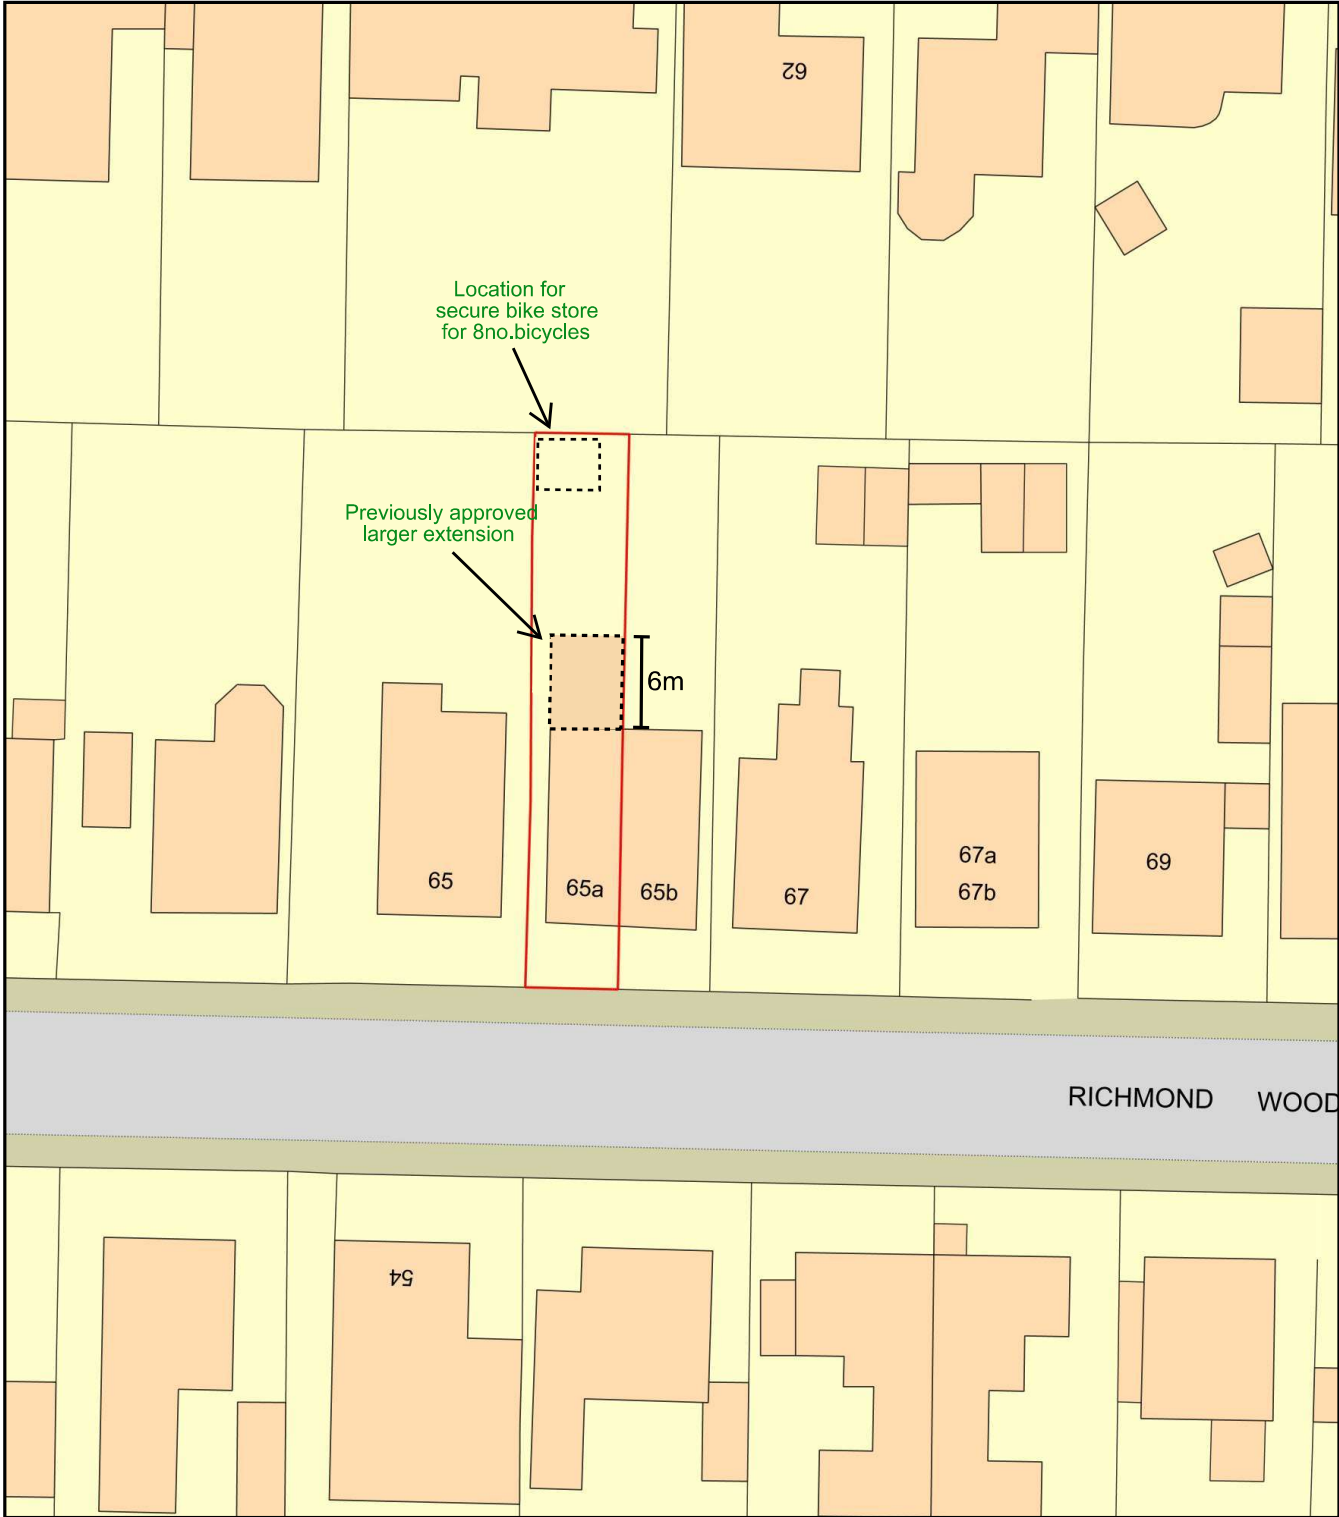 62
Location for
secure bike store
for 8no.bicycles
Previously approved
larger extension
6m
65
65a
65b
67
67a
67b
69
RICHMOND WOOD
54